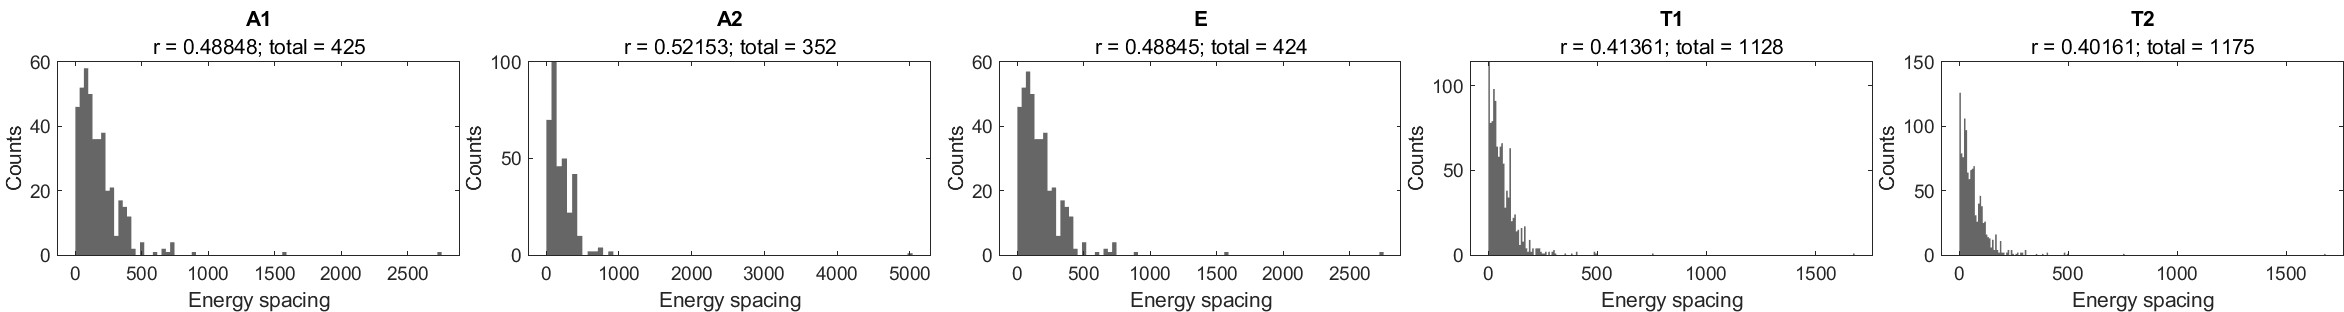 A1
r = 0.48848; total = 425
60
40
20
0
Counts
0 500 1000 1500 2000 2500
Energy spacing
A2
r = 0.52153; total = 352
100
50
0
Counts
0 1000 2000 3000 4000 5000
Energy spacing
E
r = 0.48845; total = 424
60
40
20
0
Counts
0 500 1000 1500 2000 2500
Energy spacing
T1
r = 0.41361; total = 1128
100
50
0
Counts
0 500 1000 1500
Energy spacing
T2
r = 0.40161; total = 1175
150
100
50
0
Counts
0 500 1000 1500
Energy spacing